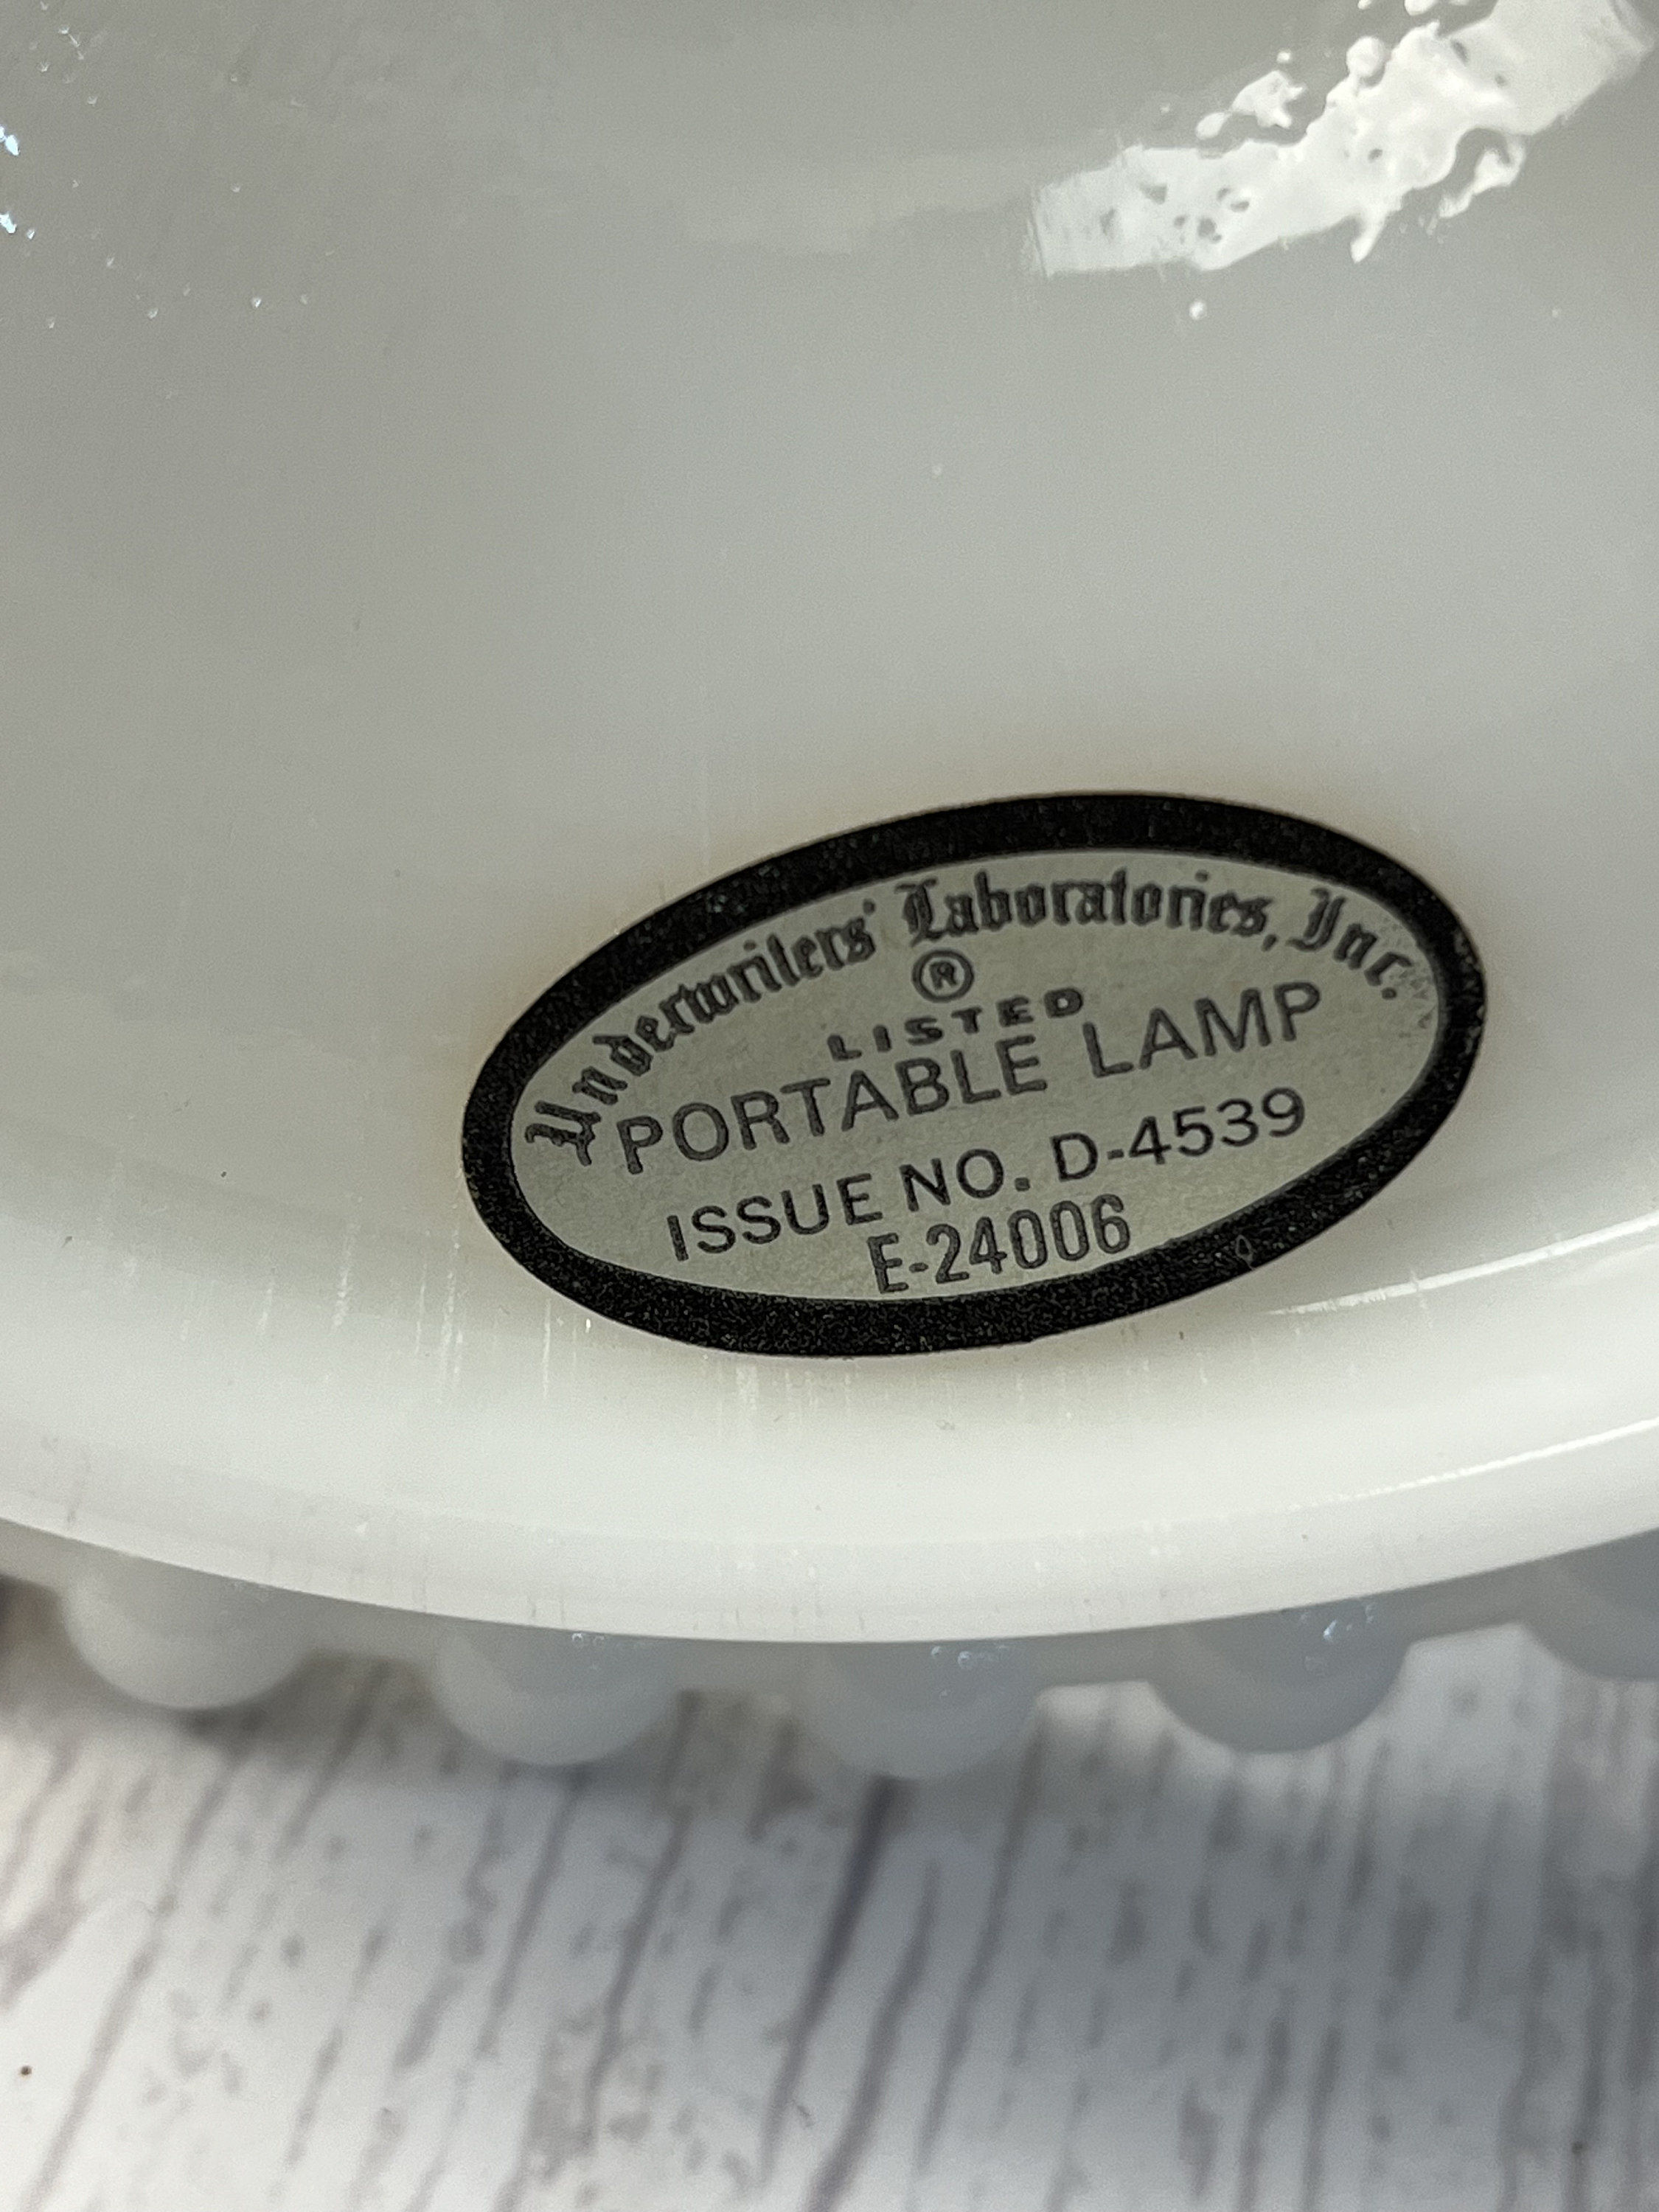 Underwriters' Laboratories, Inc.
®
LISTED
PORTABLE LAMP
ISSUE NO. D-4539
E-24006